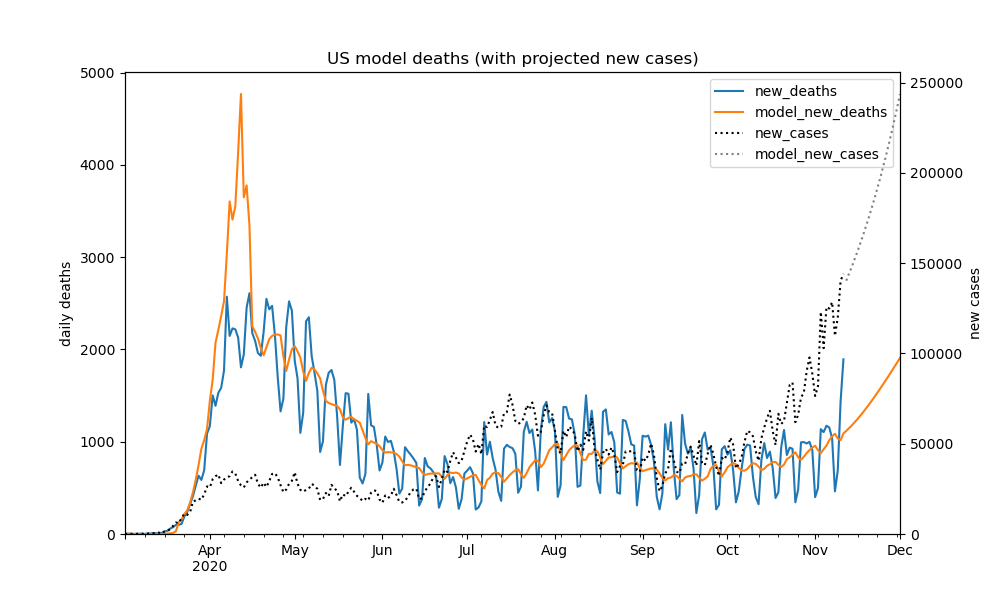 US model deaths (with projected new cases)
new_deaths
model_new_deaths
new_cases
model_new_cases
5000
4000
3000
2000
1000
0
daily deaths
250000
200000
150000
100000
50000
0
new cases
Apr May Jun Jul Aug Sep Oct Nov Dec
2020